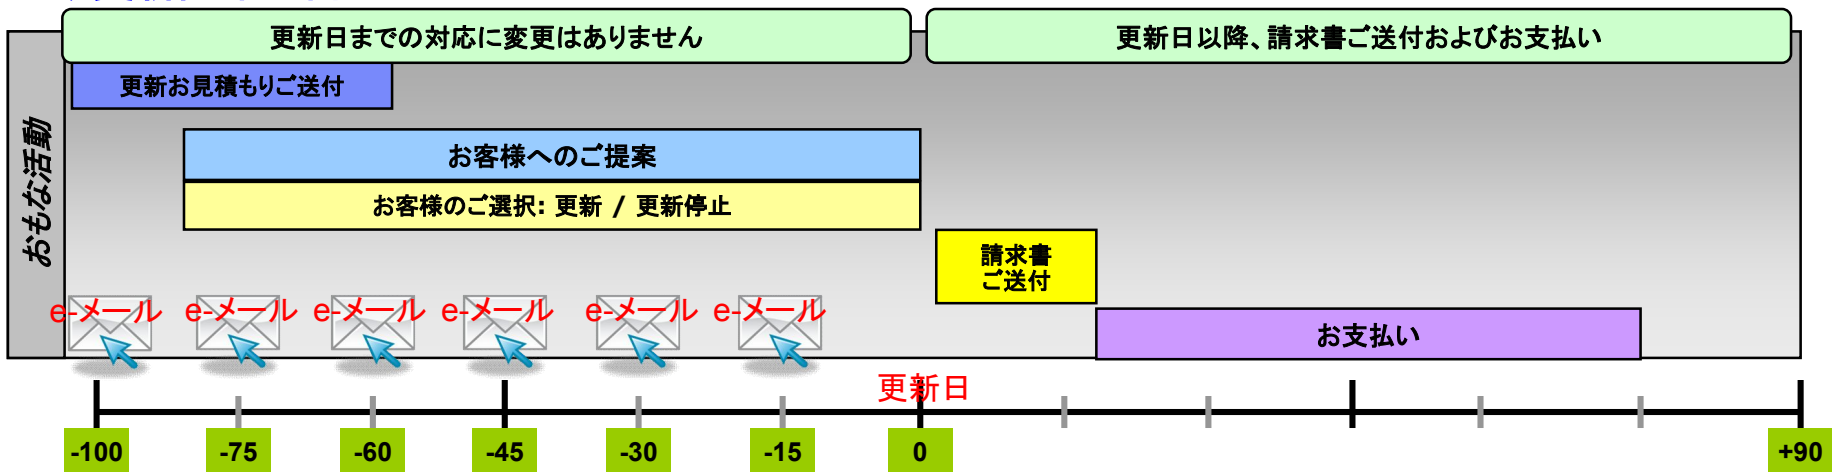 更新日までの対応に変更はありません
更新日以降、請求書ご送付およびお支払い
更新お見積もりご送付
おもな活動
お客様へのご提案
お客様のご選択: 更新 / 更新停止
請求書
ご送付
e-メール
e-メール
e-メール
e-メール
e-メール
e-メール
お支払い
更新日
-100
-75
-60
-45
-30
-15
0
+90